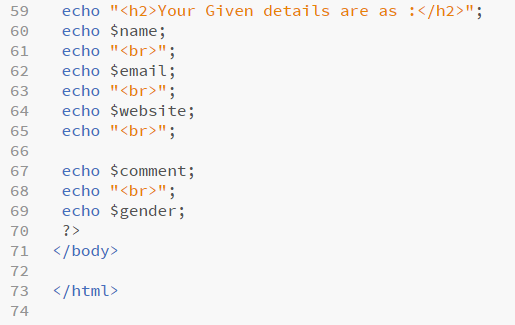 59 echo "<h2>Your Given details are as :</h2>";
60 echo $name;
61 echo "<br>";
62 echo $email;
63 echo "<br>";
64 echo $website;
65 echo "<br>";
66
67 echo $comment;
68 echo "<br>";
69 echo $gender;
70 ?>
71 </body>
72
73 </html>
74